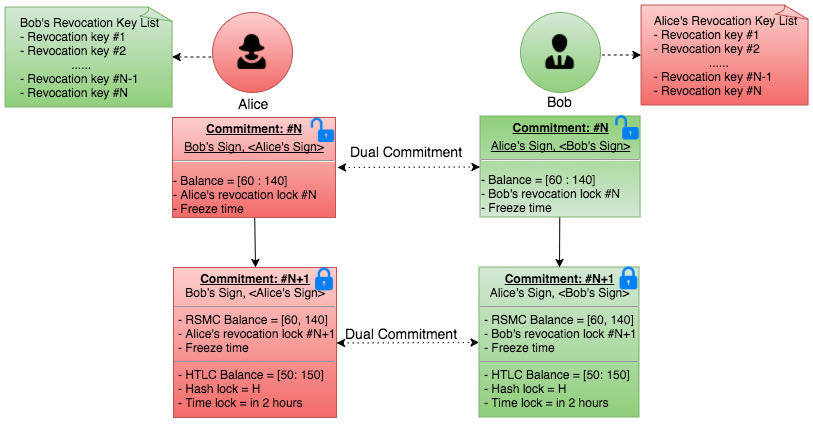 Bob's Revocation Key List
- Revocation key #1
- Revocation key #2
......
- Revocation key #N-1
- Revocation key #N
Alice
Bob
Alice's Revocation Key List
- Revocation key #1
- Revocation key #2
......
- Revocation key #N-1
- Revocation key #N
Commitment: #N
Bob's Sign, <Alice's Sign>
- Balance = [60 : 140]
- Alice's revocation lock #N
- Freeze time
Dual Commitment
Commitment: #N
Alice's Sign, <Bob's Sign>
- Balance = [60 : 140]
- Bob's revocation lock #N
- Freeze time
Commitment: #N+1
Bob's Sign, <Alice's Sign>
- RSMC Balance = [60, 140]
- Alice's revocation lock #N+1
- Freeze time
- HTLC Balance = [50: 150]
- Hash lock = H
- Time lock = in 2 hours
Dual Commitment
Commitment: #N+1
Alice's Sign, <Bob's Sign>
- RSMC Balance = [60, 140]
- Bob's revocation lock #N+1
- Freeze time
- HTLC Balance = [50: 150]
- Hash lock = H
- Time lock = in 2 hours